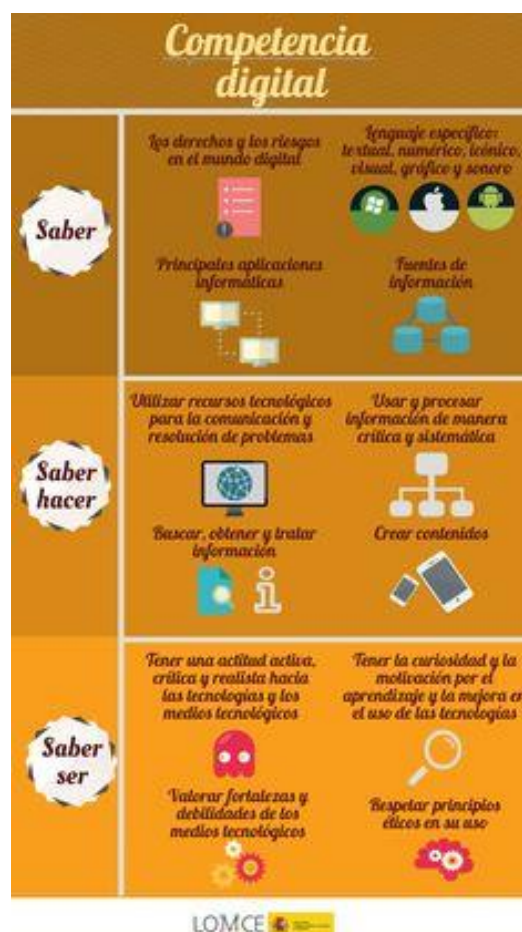 Competencia
digital
Saber
Los derechos y los riesgos
en el mundo digital
Lenguaje específico:
textual, numérico, icónico,
visual, gráfico y sonoro
Principales aplicaciones
informáticas
Fuentes de
información
Saber
hacer
Utilizar recursos tecnológicos
para la comunicación y
resolución de problemas
Usar y procesar
información de manera
crítica y sistemática
Buscar, obtener y tratar
información
Crear contenidos
Saber
ser
Tener una actitud activa,
crítica y realista hacia
las tecnologías y los
medios tecnológicos
Tener la curiosidad y la
motivación por el
aprendizaje y la mejora en
el uso de las tecnologías
Valorar fortalezas y
debilidades de los
medios tecnológicos
Respetar principios
éticos en su uso
LOMCE